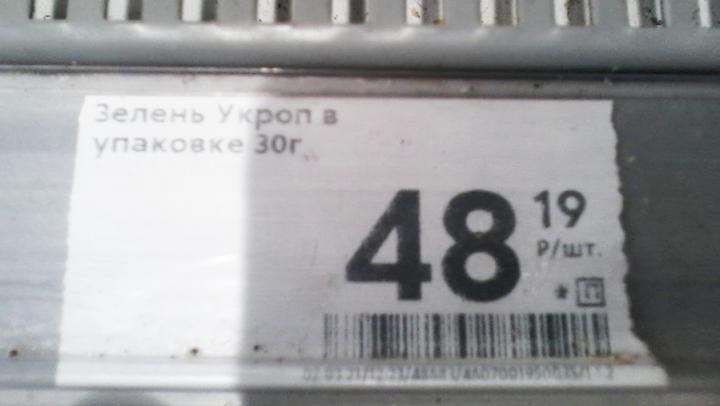 Зелень Укроп в
упаковке 30г
48 19
₽/шт.
* П